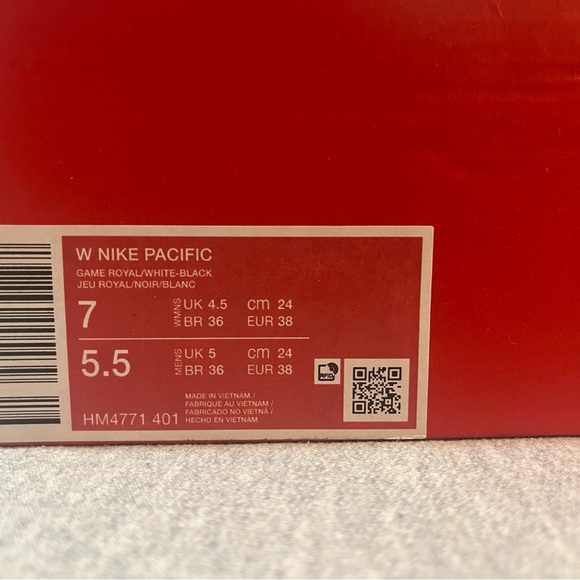 W NIKE PACIFIC
GAME ROYAL/WHITE-BLACK
JEU ROYAL/NOIR/BLANC
7 WMNS UK 4.5 cm 24
BR 36 EUR 38
5.5 MENS UK 5 cm 24
BR 36 EUR 38
MADE IN VIETNAM /
FABRIQUE AU VIETNAM /
FABRICADO NO VIETNÃ /
HM4771 401 HECHO EN VIETNAM